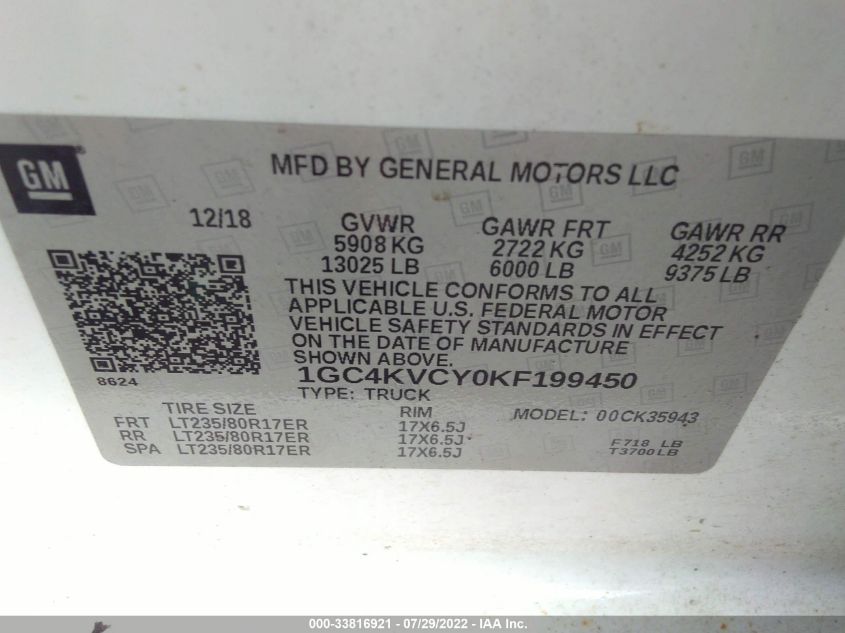 GM
MFD BY GENERAL MOTORS LLC
12/18
GVWR
5908 KG
13025 LB
GAWR FRT
2722 KG
6000 LB
GAWR RR
4252 KG
9375 LB
THIS VEHICLE CONFORMS TO ALL
APPLICABLE U.S. FEDERAL MOTOR
VEHICLE SAFETY STANDARDS IN EFFECT
ON THE DATE OF MANUFACTURE
SHOWN ABOVE.
8624
1GC4KVCY0KF199450
TYPE: TRUCK
TIRE SIZE RIM MODEL: 00CK35943
FRT LT235/80R17ER 17X6.5J
RR LT235/80R17ER 17X6.5J F718 LB
SPA LT235/80R17ER 17X6.5J T3700LB
000-33816921 - 07/29/2022 - IAA Inc.